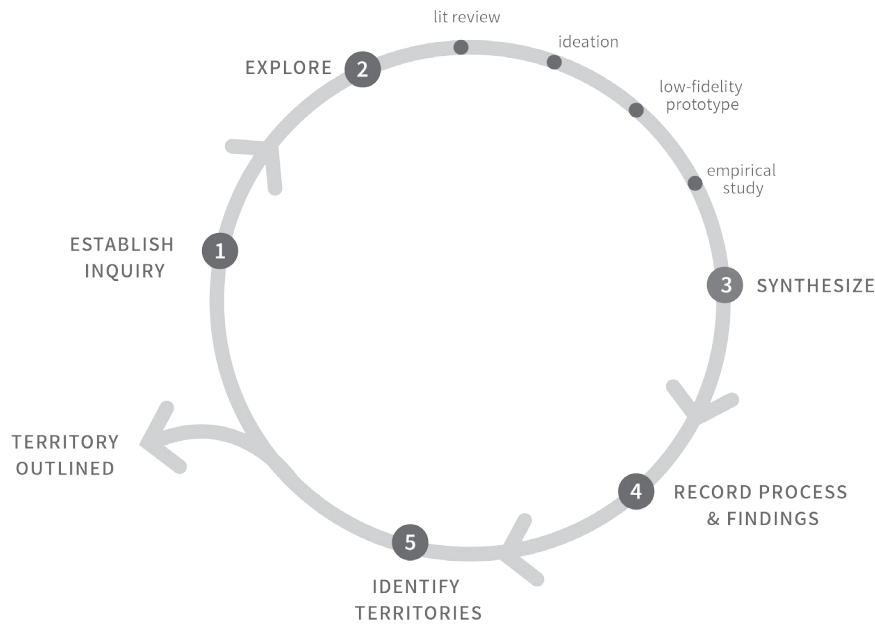 lit review
ideation
EXPLORE
2
low-fidelity
prototype
empirical
study
ESTABLISH
INQUIRY
1
3
SYNTHESIZE
TERRITORY
OUTLINED
4
RECORD PROCESS
& FINDINGS
5
IDENTIFY
TERRITORIES